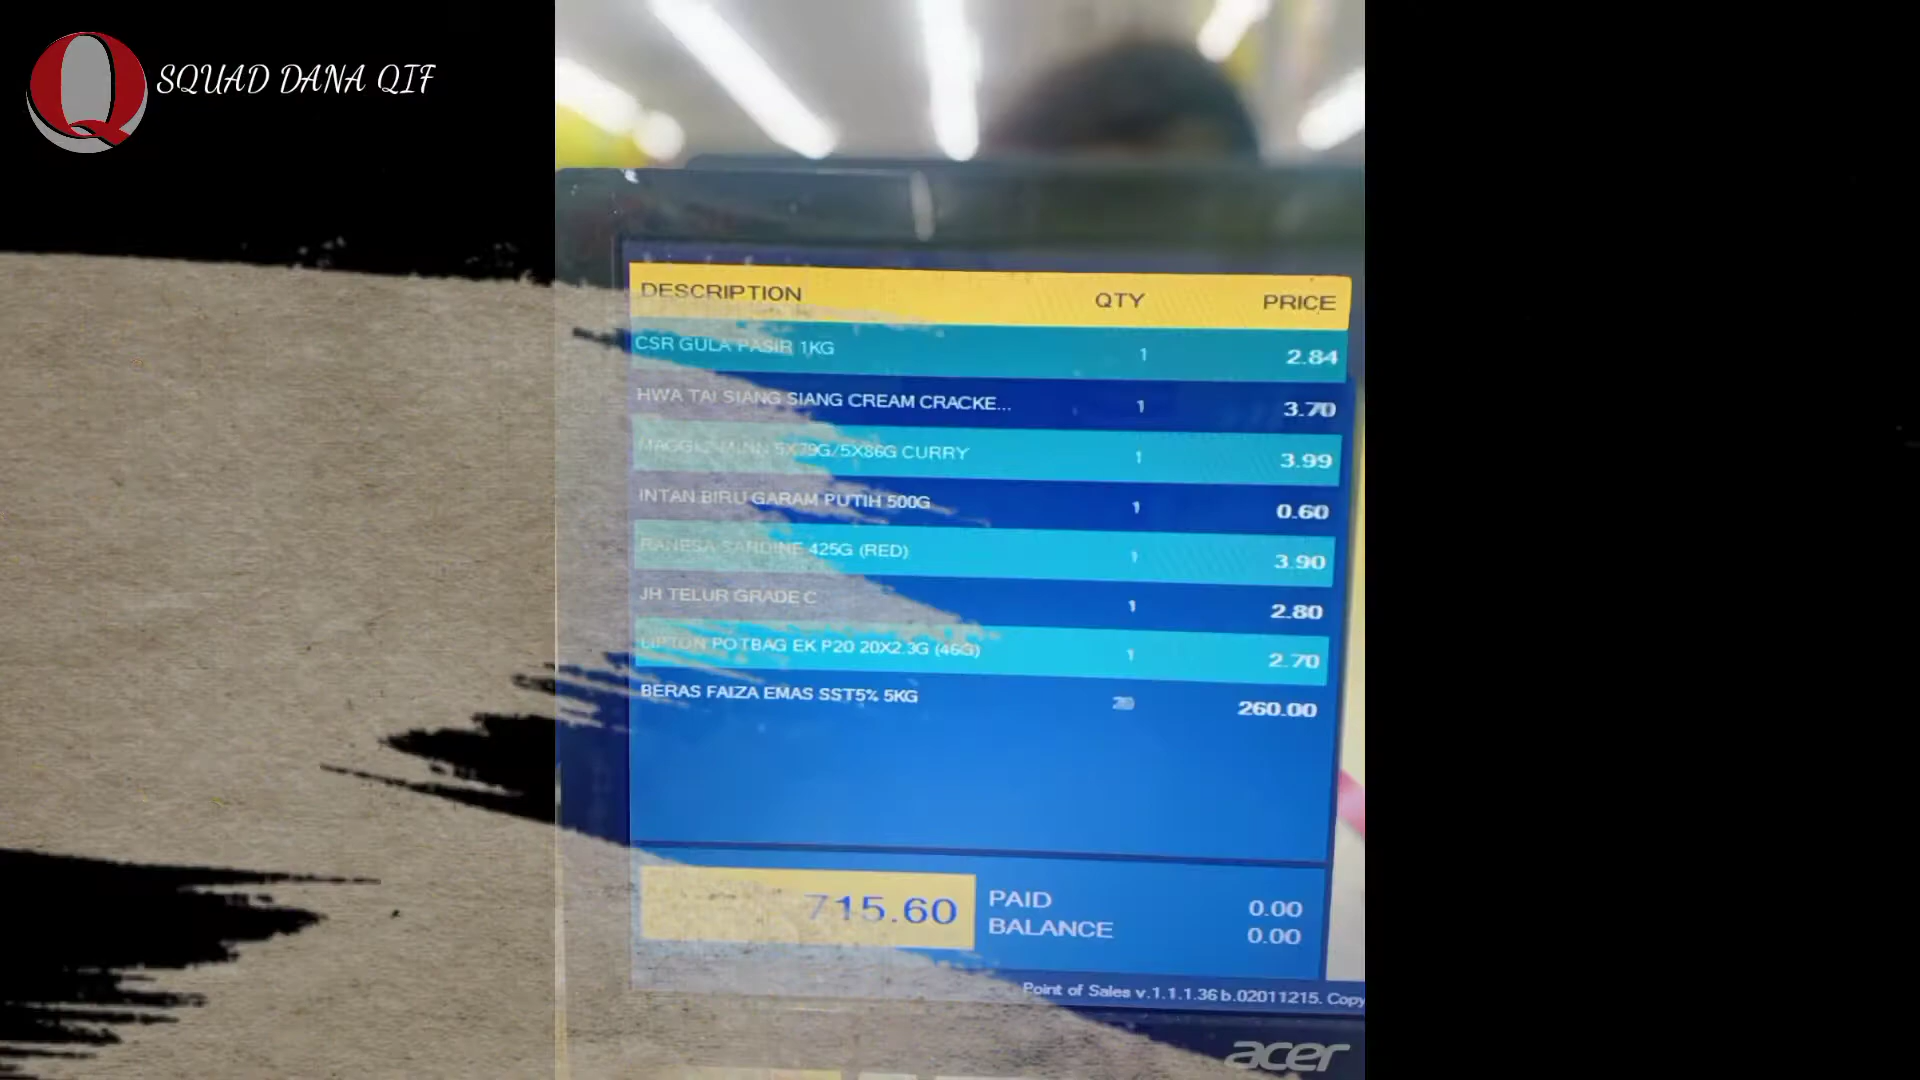 SQUAD DANA QIF
DESCRIPTION QTY PRICE
CSR GULA PASIR 1KG 1 2.84
HWA TAI SIANG SIANG CREAM CRACKE... 1 3.70
5X79G/5X86G CURRY 1 3.99
INTAN BIRU GARAM PUTIH 500G 1 0.60
RANESA SARDINE 425G (RED) 1 3.90
JH TELUR GRADE C 1 2.80
LIPTON POTBAG EK P20 20X2.3G (46G) 1 2.70
BERAS FAIZA EMAS SST5% 5KG 20 260.00
715.60
PAID 0.00
BALANCE 0.00
Point of Sales v.1.1.1.36 b.02011215. Copy
acer